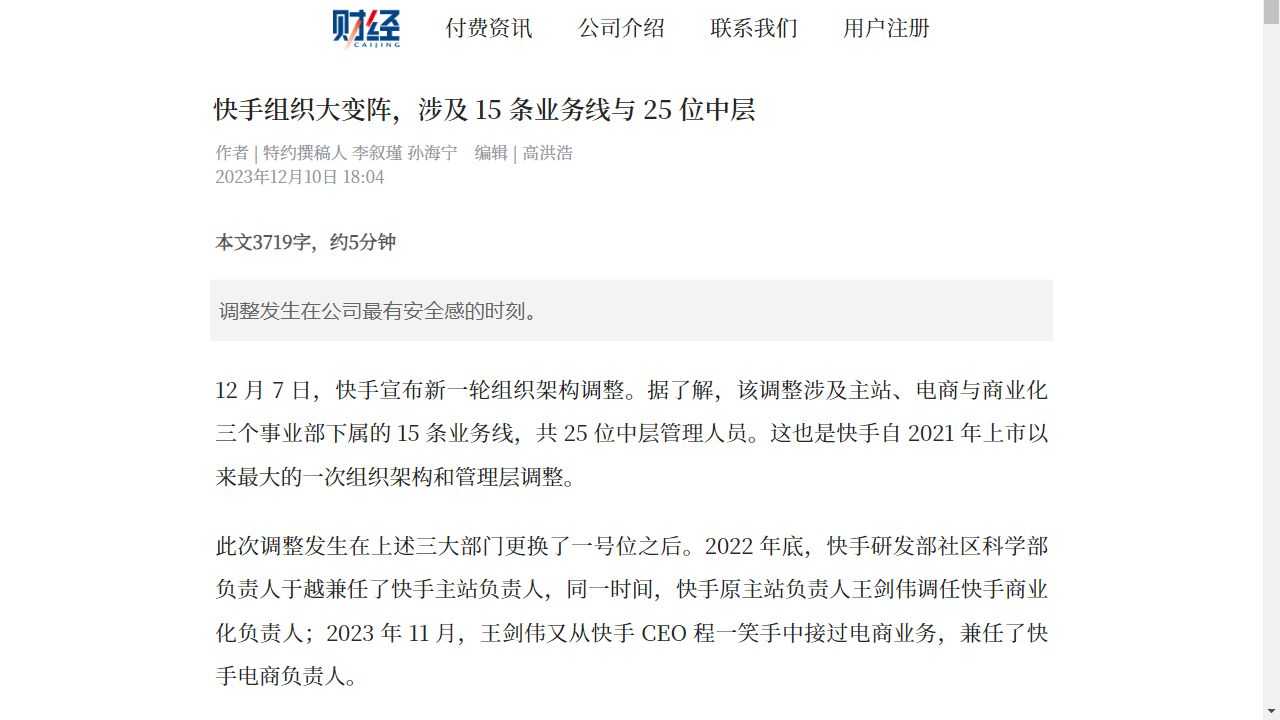 财经
CAIJING
付费资讯 公司介绍 联系我们 用户注册
快手组织大变阵，涉及 15 条业务线与 25 位中层
作者 | 特约撰稿人 李叙瑾 孙海宁 编辑 | 高洪浩
2023年12月10日 18:04
本文3719字，约5分钟
调整发生在公司最有安全感的时刻。
12 月 7 日，快手宣布新一轮组织架构调整。据了解，该调整涉及主站、电商与商业化
三个事业部下属的 15 条业务线，共 25 位中层管理人员。这也是快手自 2021 年上市以
来最大的一次组织架构和管理层调整。
此次调整发生在上述三大部门更换了一号位之后。2022 年底，快手研发部社区科学部
负责人于越兼任了快手主站负责人，同一时间，快手原主站负责人王剑伟调任快手商业
化负责人；2023 年 11 月，王剑伟又从快手 CEO 程一笑手中接过电商业务，兼任了快
手电商负责人。